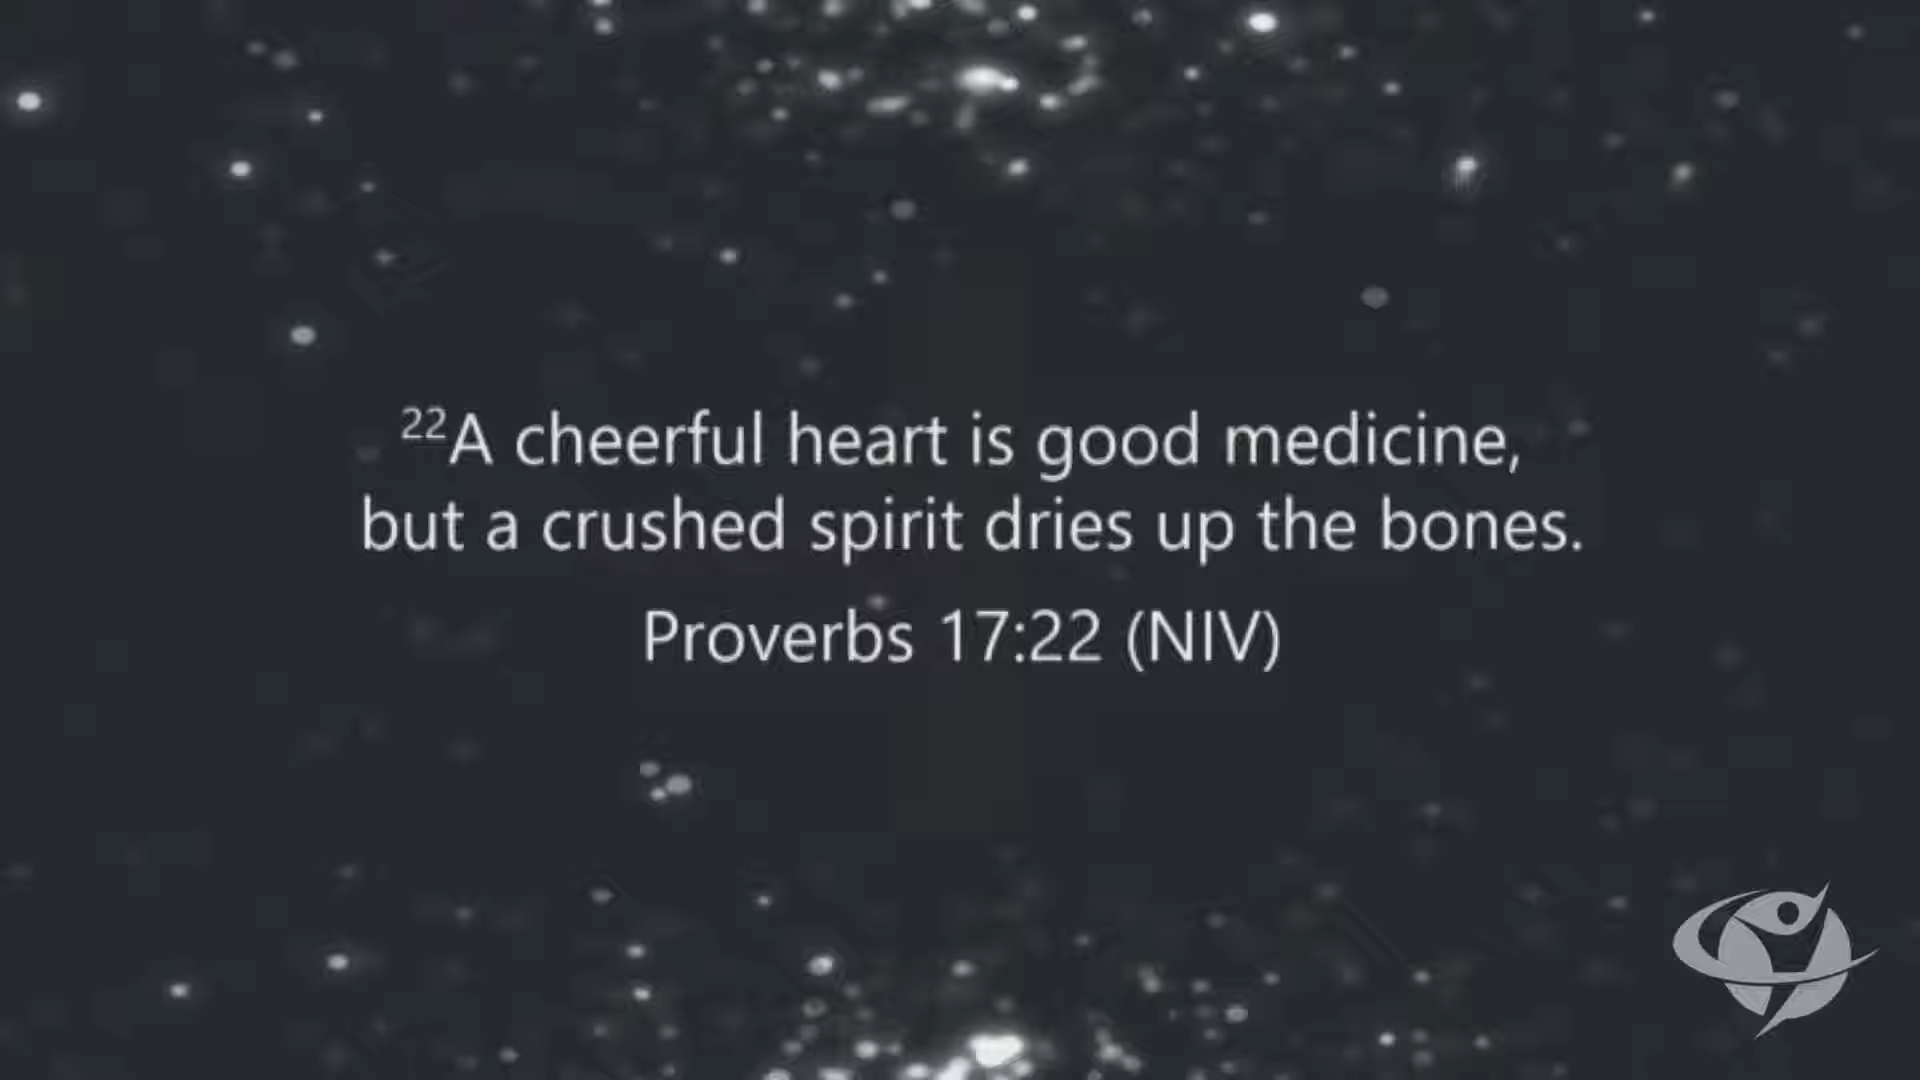 ²²A cheerful heart is good medicine,
but a crushed spirit dries up the bones.
Proverbs 17:22 (NIV)